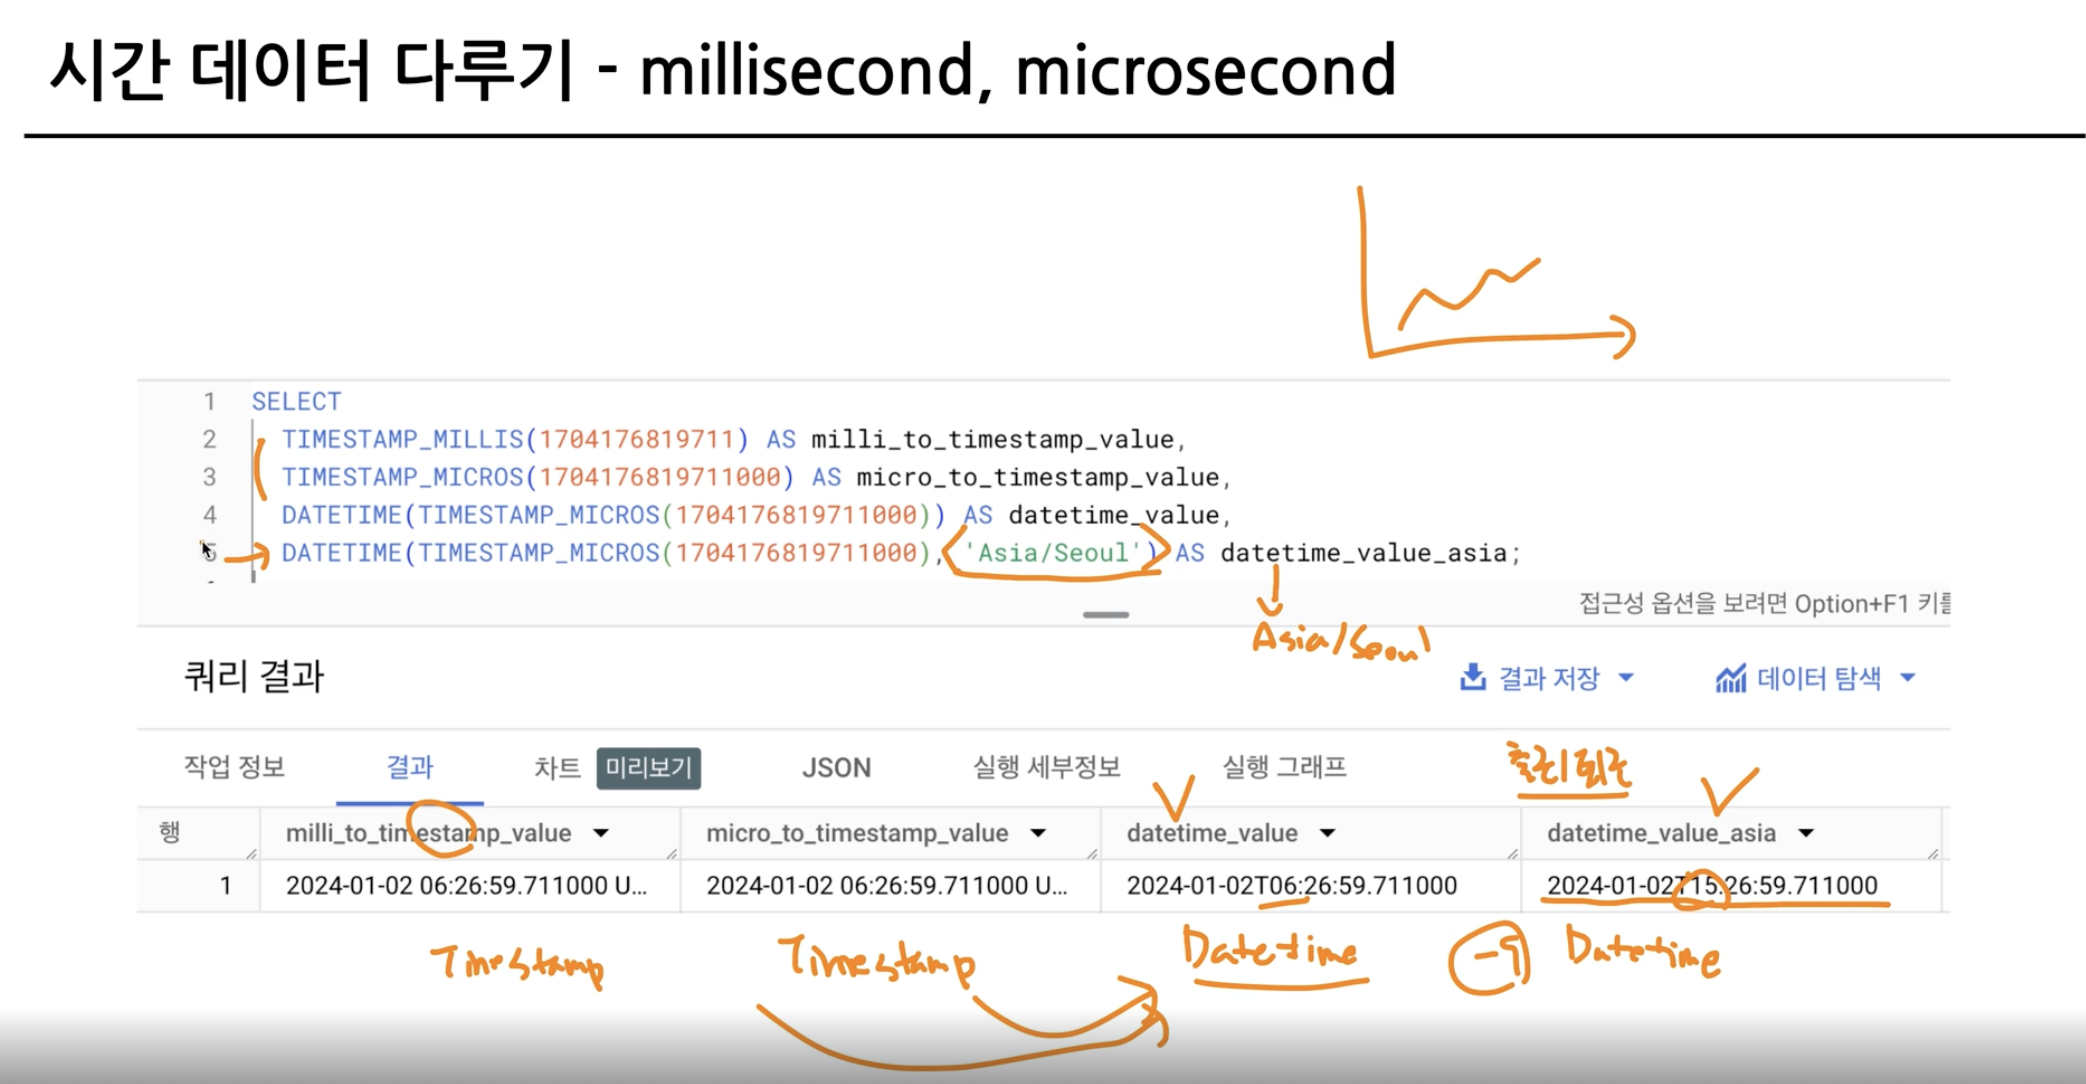 시간 데이터 다루기 - millisecond, microsecond
1 SELECT
2 TIMESTAMP_MILLIS(1704176819711) AS milli_to_timestamp_value,
3 TIMESTAMP_MICROS(1704176819711000) AS micro_to_timestamp_value,
4 DATETIME(TIMESTAMP_MICROS(1704176819711000)) AS datetime_value,
5 DATETIME(TIMESTAMP_MICROS(1704176819711000), 'Asia/Seoul') AS datetime_value_asia;
접근성 옵션을 보려면 Option+F1 키를
Asia/Seoul
쿼리 결과 결과 저장 데이터 탐색
작업 정보 결과 차트 미리보기 JSON 실행 세부정보 실행 그래프 출근/퇴근
행 milli_to_timestamp_value micro_to_timestamp_value datetime_value datetime_value_asia
1 2024-01-02 06:26:59.711000 U... 2024-01-02 06:26:59.711000 U... 2024-01-02T06:26:59.711000 2024-01-02T15:26:59.711000
Timestamp Timestamp Datetime -9 Datetime